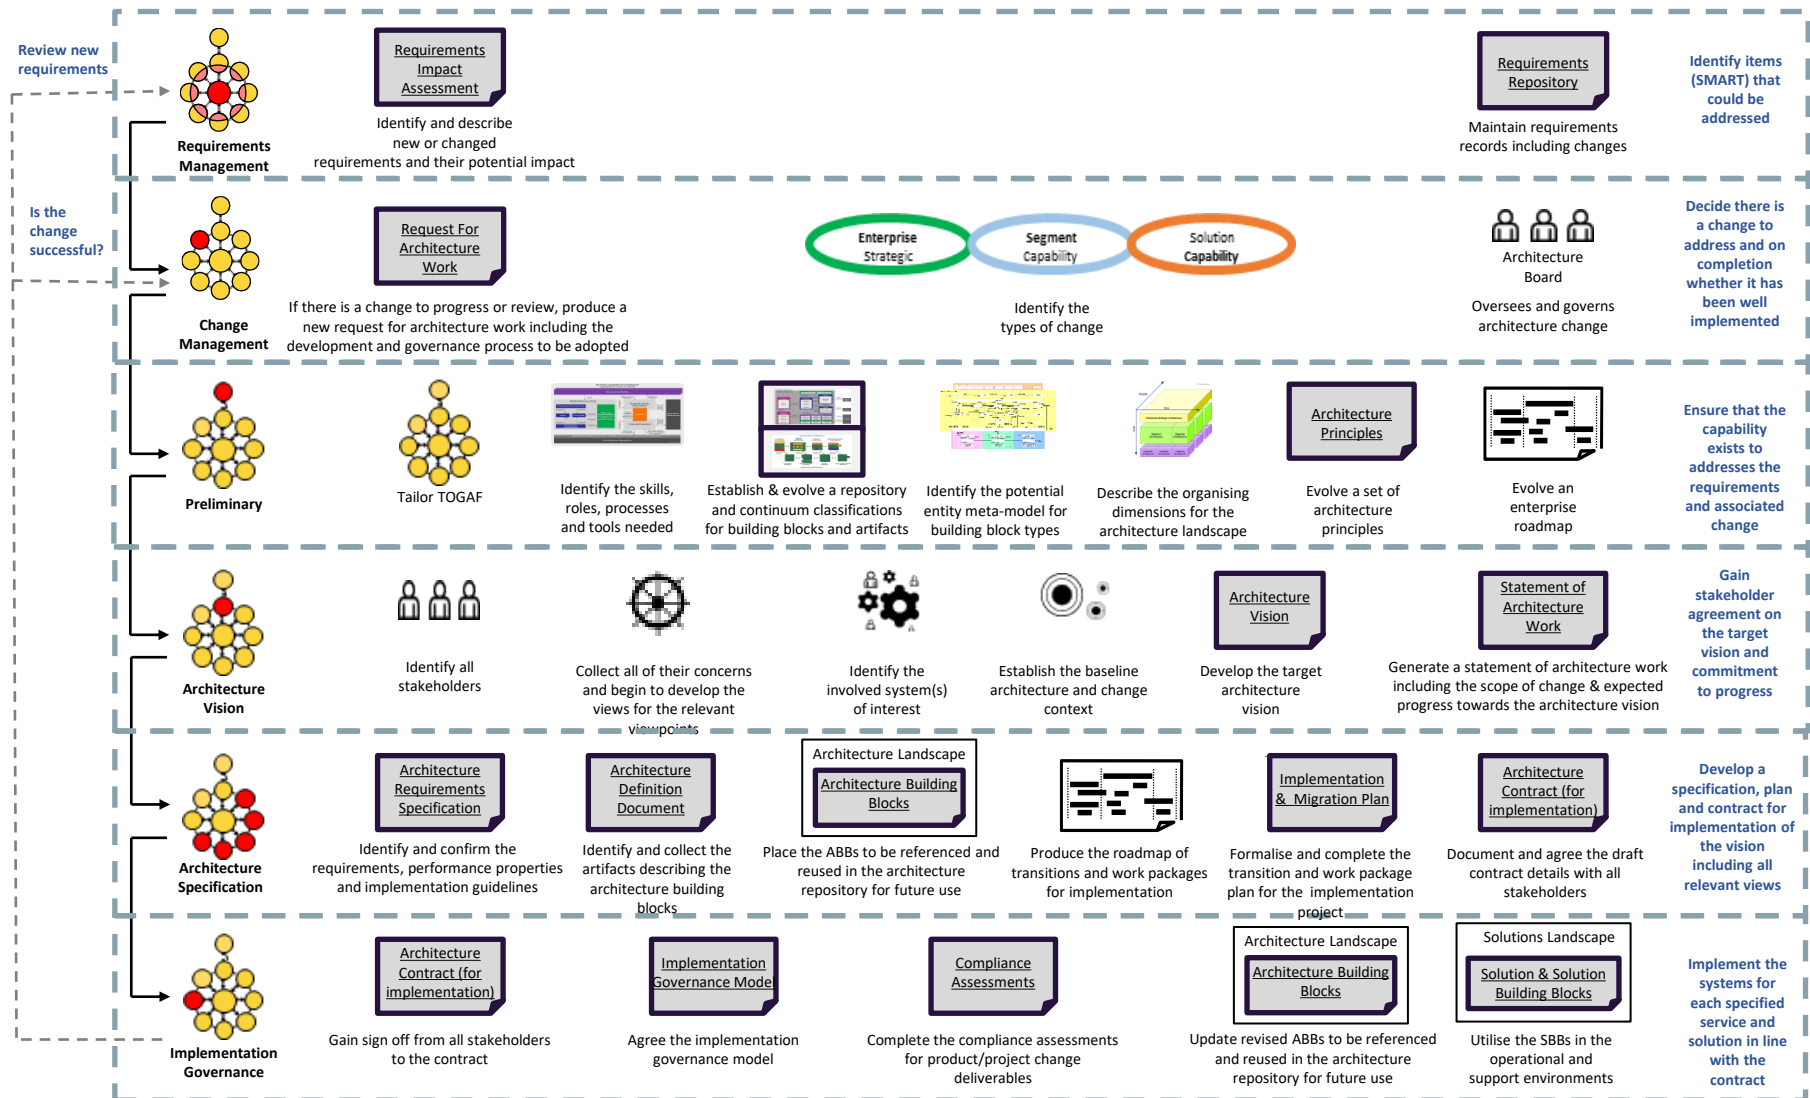 Review new
requirements
Requirements
Management
Requirements
Impact
Assessment
Identify and describe
new or changed
requirements and their potential impact
Requirements
Repository
Maintain requirements
records including changes
Identify items
(SMART) that
could be
addressed
Is the
change
successful?
Change
Management
Request For
Architecture
Work
If there is a change to progress or review, produce a
new request for architecture work including the
development and governance process to be adopted
Enterprise
Strategic
Segment
Capability
Solution
Capability
Identify the
types of change
Architecture
Board
Oversees and governs
architecture change
Decide there is
a change to
address and on
completion
whether it has
been well
implemented
Preliminary
Tailor TOGAF
Identify the skills,
roles, processes
and tools needed
Establish & evolve a repository
and continuum classifications
for building blocks and artifacts
Identify the potential
entity meta-model for
building block types
Describe the organising
dimensions for the
architecture landscape
Architecture
Principles
Evolve a set of
architecture
principles
Evolve an
enterprise
roadmap
Ensure that the
capability
exists to
addresses the
requirements
and associated
change
Architecture
Vision
Identify all
stakeholders
Collect all of their concerns
and begin to develop the
views for the relevant
viewpoints
Identify the
involved system(s)
of interest
Establish the baseline
architecture and change
context
Architecture
Vision
Develop the target
architecture
vision
Statement of
Architecture
Work
Generate a statement of architecture work
including the scope of change & expected
progress towards the architecture vision
Gain
stakeholder
agreement on
the target
vision and
commitment
to progress
Architecture
Specification
Architecture
Requirements
Specification
Identify and confirm the
requirements, performance properties
and implementation guidelines
Architecture
Definition
Document
Identify and collect the
artifacts describing the
architecture building
blocks
Architecture Landscape
Architecture Building
Blocks
Place the ABBs to be referenced and
reused in the architecture
repository for future use
Produce the roadmap of
transitions and work packages
for implementation
Implementation
& Migration Plan
Formalise and complete the
transition and work package
plan for the implementation
project
Architecture
Contract (for
implementation)
Document and agree the draft
contract details with all
stakeholders
Develop a
specification, plan
and contract for
implementation of
the vision
including all
relevant views
Implementation
Governance
Architecture
Contract (for
implementation)
Gain sign off from all stakeholders
to the contract
Implementation
Governance Model
Agree the implementation
governance model
Compliance
Assessments
Complete the compliance assessments
for product/project change
deliverables
Architecture Landscape
Architecture Building
Blocks
Update revised ABBs to be referenced
and reused in the architecture
repository for future use
Solutions Landscape
Solution & Solution
Building Blocks
Utilise the SBBs in the
operational and
support environments
Implement the
systems for
each specified
service and
solution in line
with the
contract